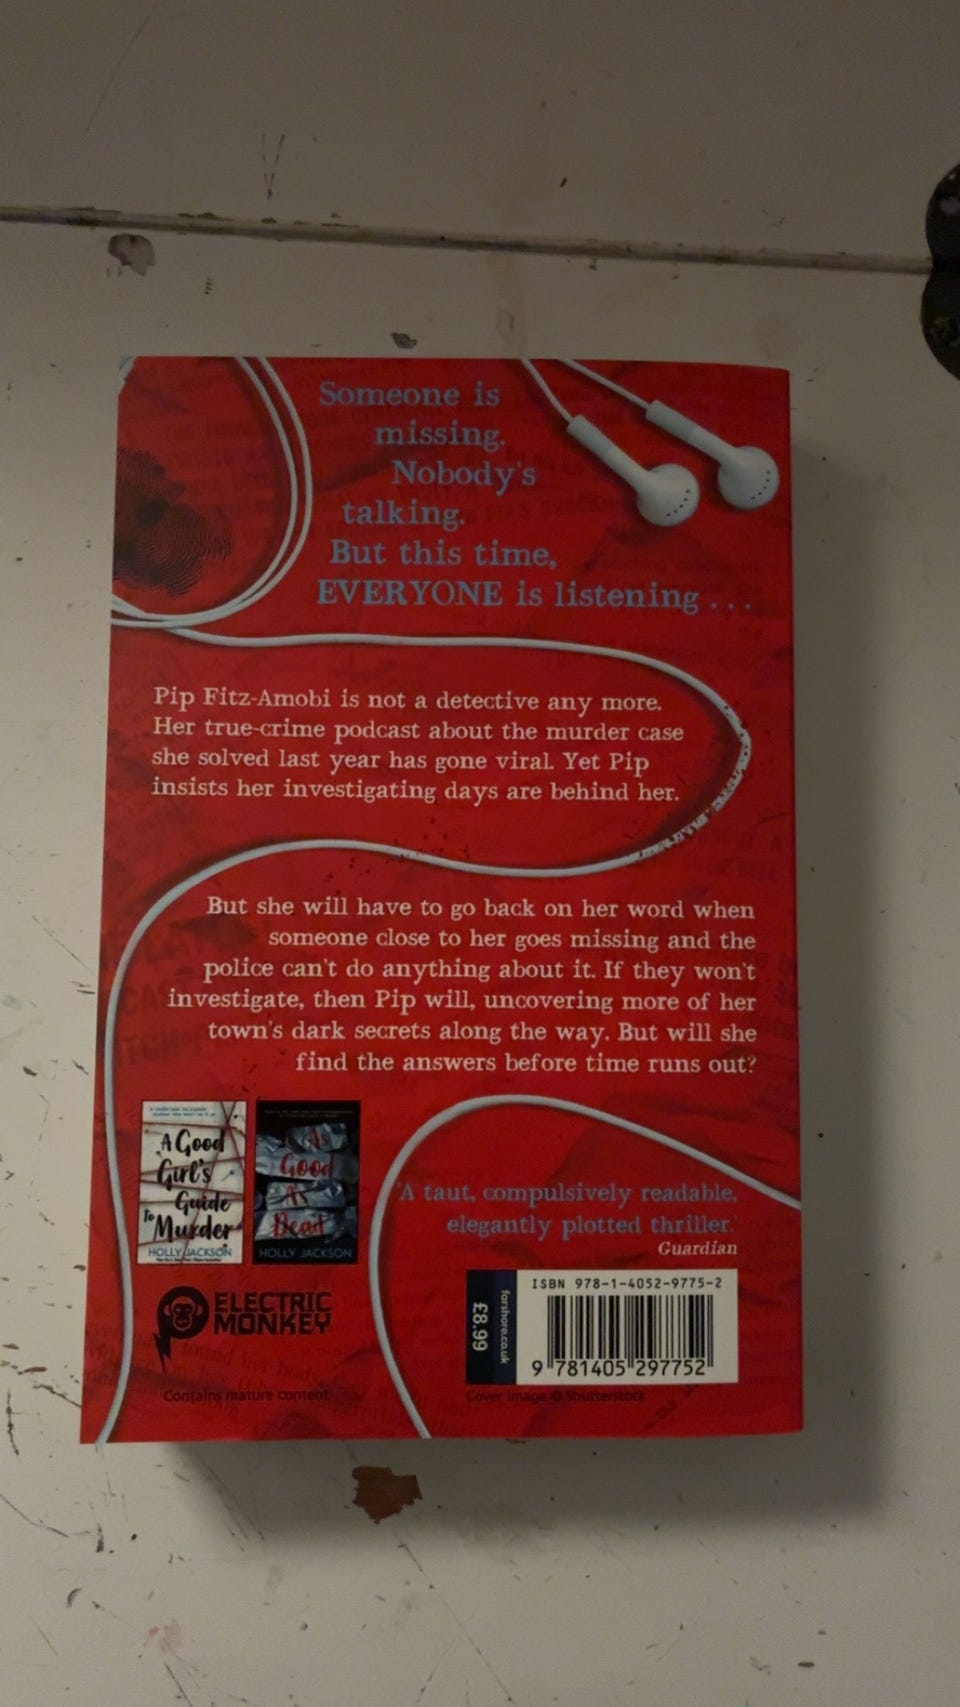 Someone is
missing.
Nobody's
talking.
But this time,
EVERYONE is listening . . .
Pip Fitz-Amobi is not a detective any more.
Her true-crime podcast about the murder case
she solved last year has gone viral. Yet Pip
insists her investigating days are behind her.
But she will have to go back on her word when
someone close to her goes missing and the
police can't do anything about it. If they won't
investigate, then Pip will, uncovering more of her
town's dark secrets along the way. But will she
find the answers before time runs out?
A Good
Girl's
Guide
to
Murder
HOLLY JACKSON
As
Good
As
Dead
HOLLY JACKSON
'A taut, compulsively readable,
elegantly plotted thriller.'
Guardian
ELECTRIC
MONKEY
Contains mature content
farshore.co.uk
£8.99
ISBN 978-1-4052-9775-2
9 781405 297752
Cover image © Shutterstock